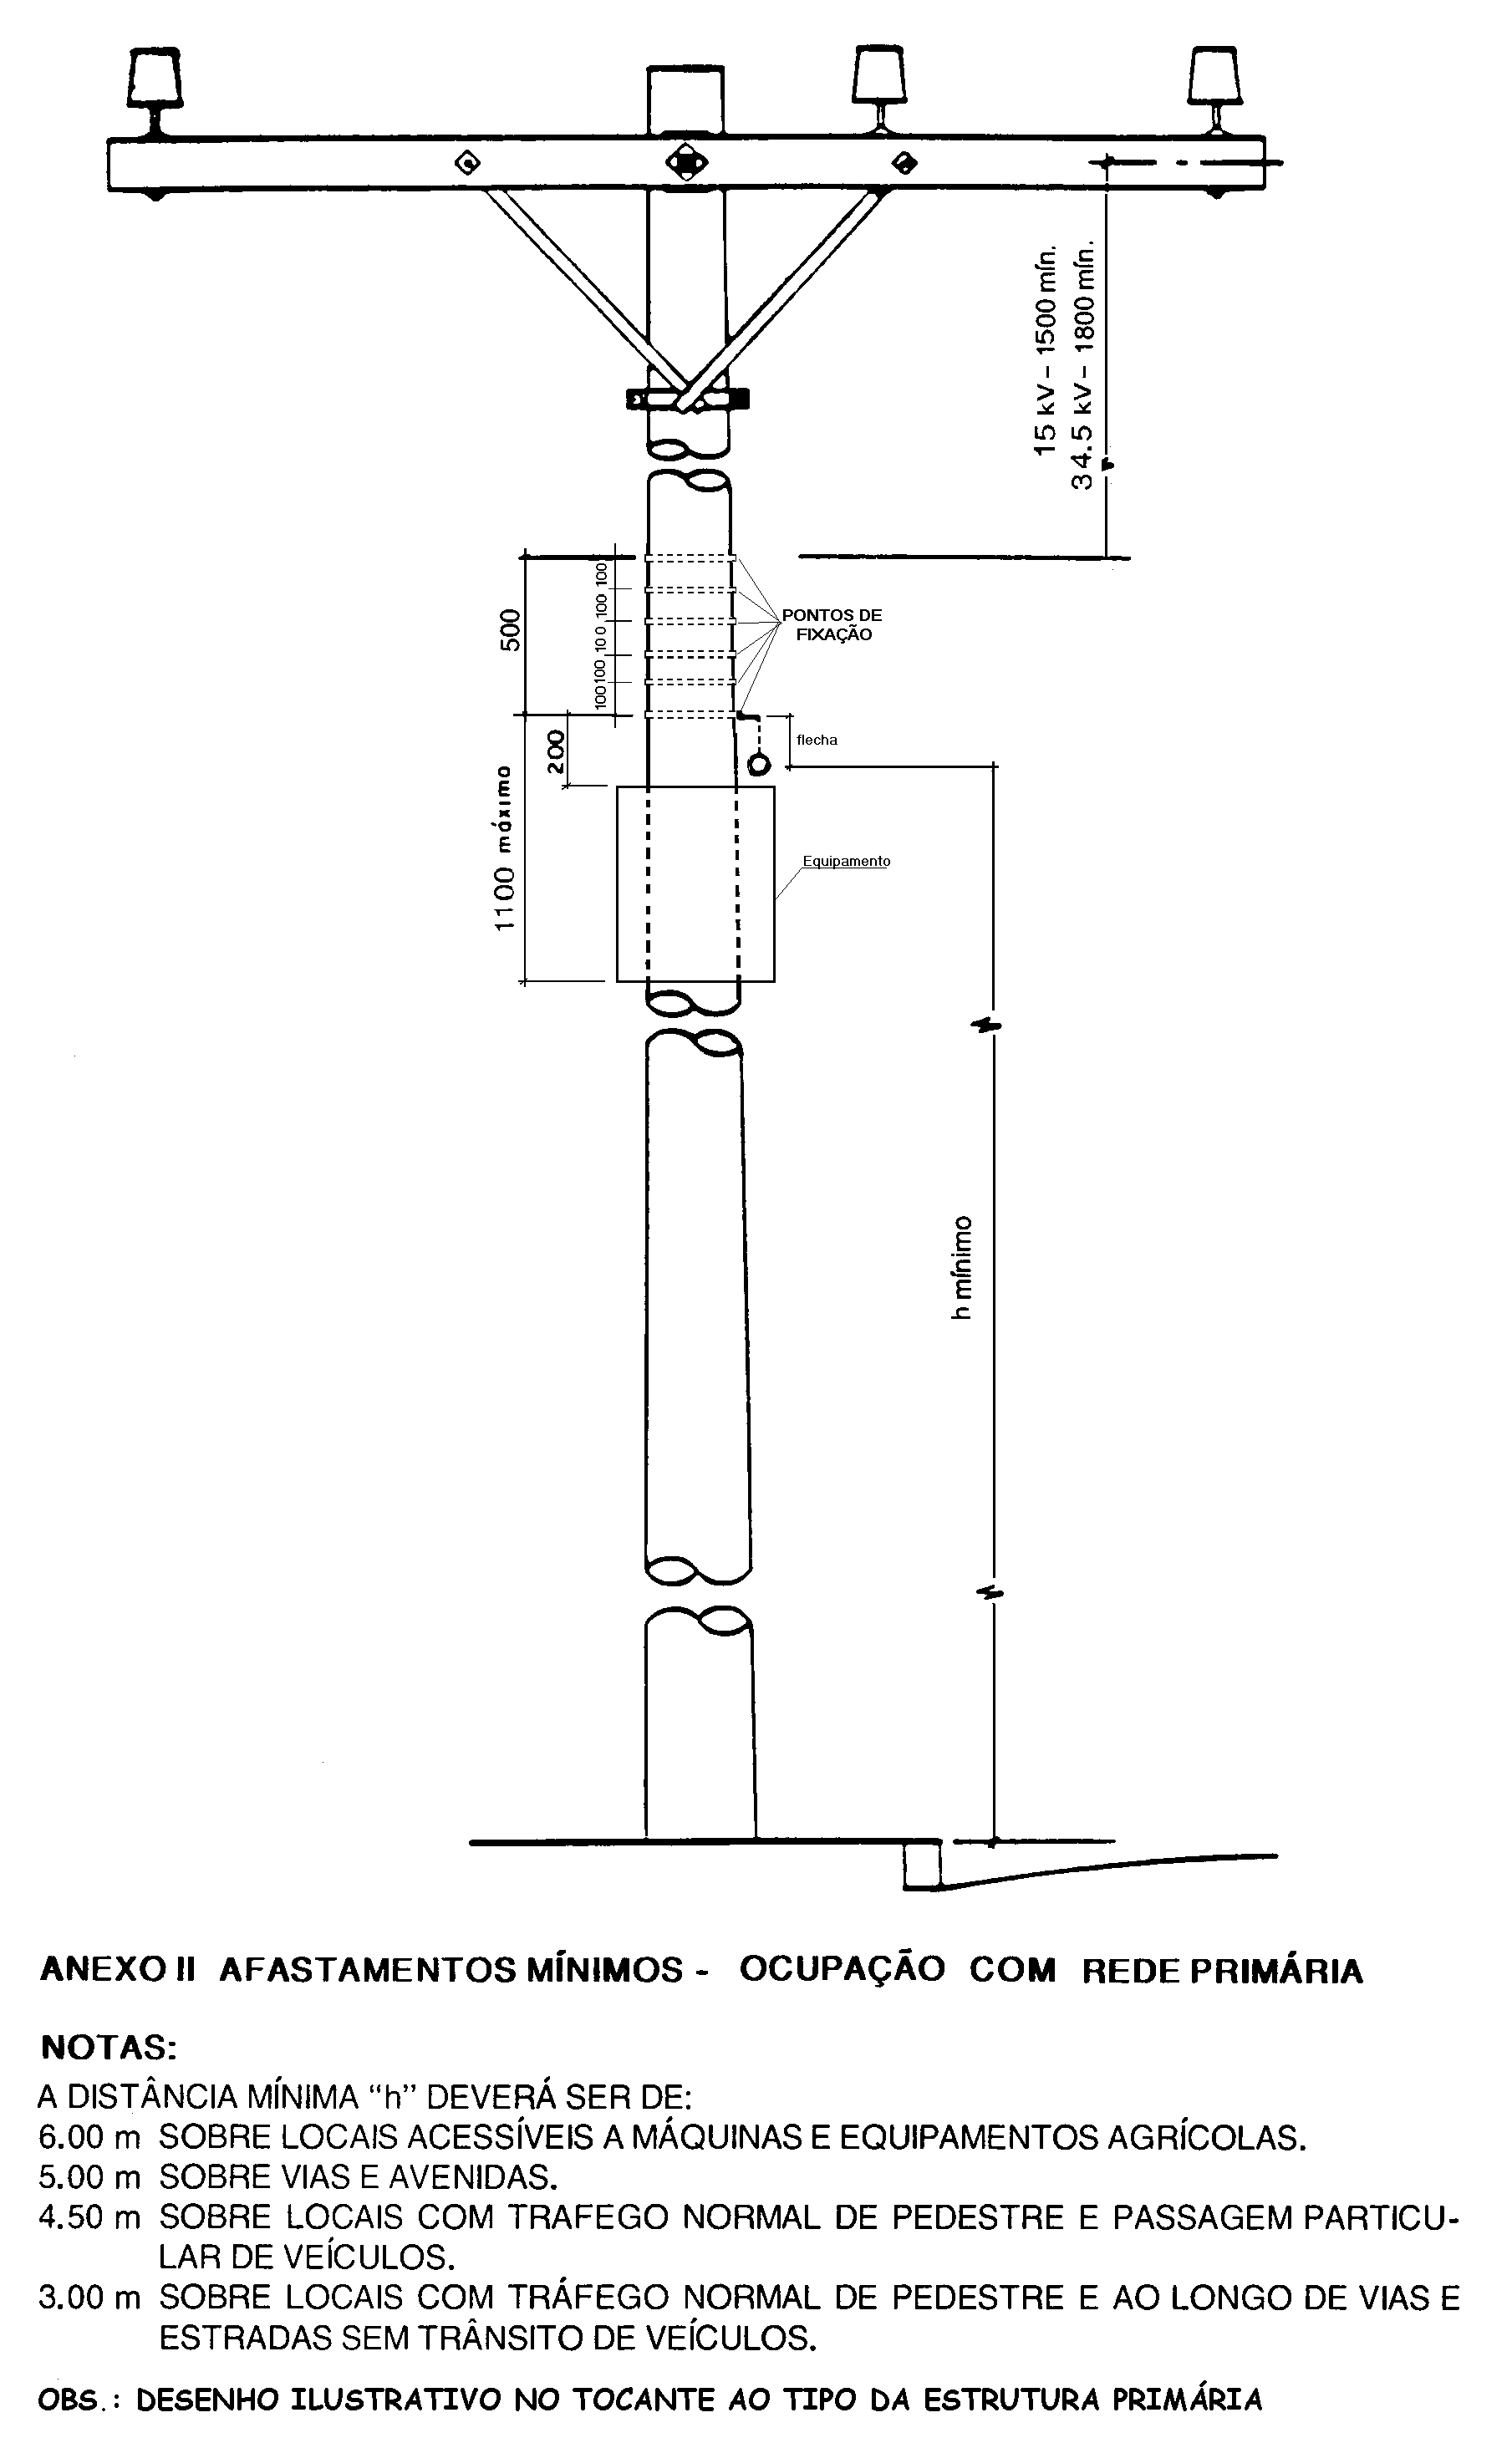 15 kV - 1500 mín.
34.5 kV - 1800 mín.
100
100
100
100
100
500
PONTOS DE
FIXAÇÃO
200
flecha
1100 máximo
Equipamento
h mínimo
ANEXO II AFASTAMENTOS MÍNIMOS - OCUPAÇÃO COM REDE PRIMÁRIA
NOTAS:
A DISTÂNCIA MÍNIMA “h” DEVERÁ SER DE:
6.00 m SOBRE LOCAIS ACESSÍVEIS A MÁQUINAS E EQUIPAMENTOS AGRÍCOLAS.
5.00 m SOBRE VIAS E AVENIDAS.
4.50 m SOBRE LOCAIS COM TRAFEGO NORMAL DE PEDESTRE E PASSAGEM PARTICU-
LAR DE VEÍCULOS.
3.00 m SOBRE LOCAIS COM TRÁFEGO NORMAL DE PEDESTRE E AO LONGO DE VIAS E
ESTRADAS SEM TRÂNSITO DE VEÍCULOS.
OBS.: DESENHO ILUSTRATIVO NO TOCANTE AO TIPO DA ESTRUTURA PRIMÁRIA